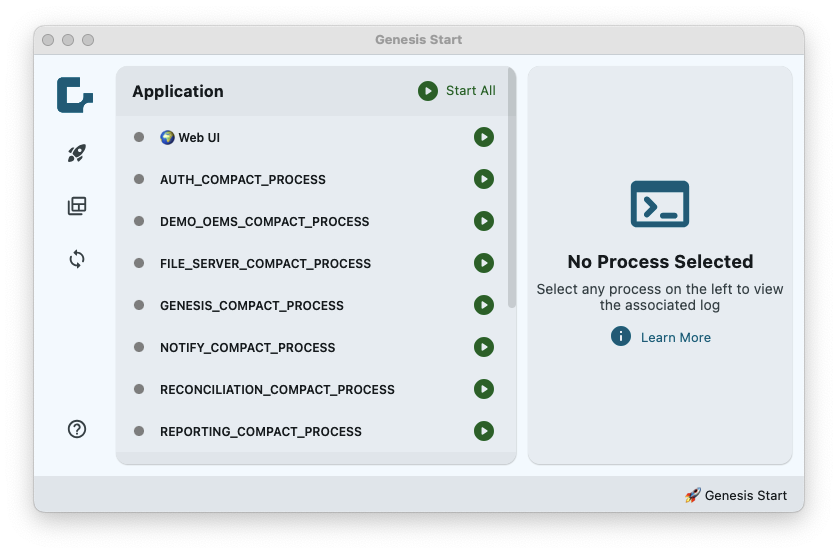 Genesis Start
Application
Start All
Web UI
AUTH_COMPACT_PROCESS
DEMO_OEMS_COMPACT_PROCESS
FILE_SERVER_COMPACT_PROCESS
GENESIS_COMPACT_PROCESS
NOTIFY_COMPACT_PROCESS
RECONCILIATION_COMPACT_PROCESS
REPORTING_COMPACT_PROCESS
No Process Selected
Select any process on the left to view
the associated log
Learn More
Genesis Start